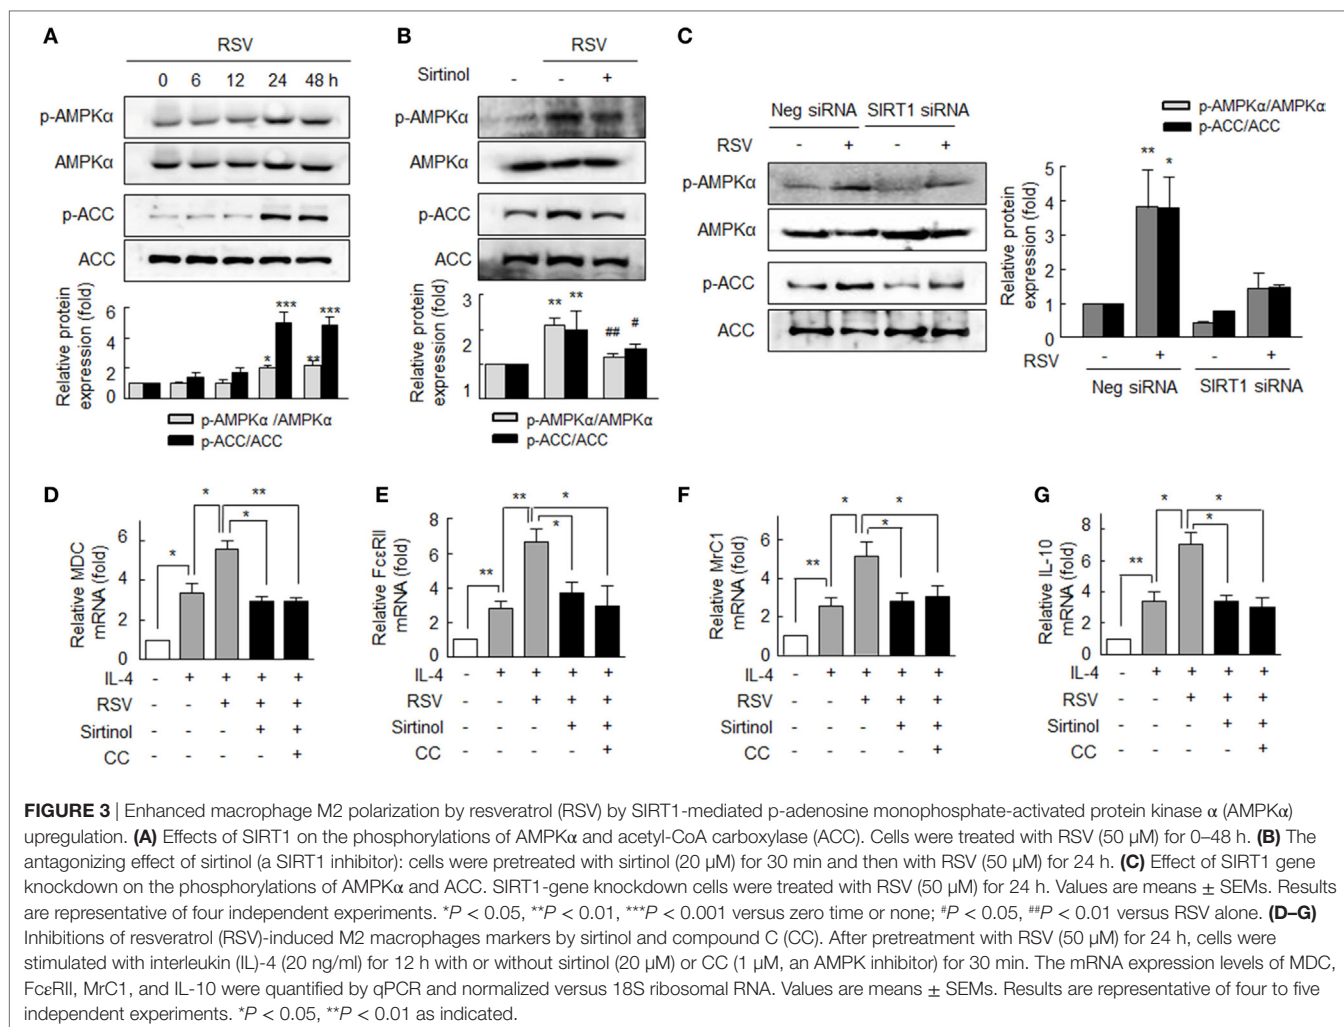 A
RSV
0 6 12 24 48 h
p-AMPKα
AMPKα
p-ACC
ACC
Relative protein
expression (fold)
6
4
2
0
*
***
**
***
p-AMPKα /AMPKα
p-ACC/ACC
B
RSV
Sirtinol - - +
p-AMPKα
AMPKα
p-ACC
ACC
Relative protein
expression (fold)
3
2
1
1
** **
## #
p-AMPKα/AMPKα
p-ACC/ACC
C
Neg siRNA SIRT1 siRNA
RSV - + - +
p-AMPKα
AMPKα
p-ACC
ACC
p-AMPKα/AMPKα
p-ACC/ACC
Relative protein
expression (fold)
5
4
3
2
1
0
** *
RSV - + - +
Neg siRNA SIRT1 siRNA
D
Relative MDC
mRNA (fold)
6
4
2
0
* * ** *
IL-4 - + + + +
RSV - - + + +
Sirtinol - - - + +
CC - - - - +
E
Relative FcεRII
mRNA (fold)
8
6
4
2
0
** ** * *
IL-4 - + + + +
RSV - - + + +
Sirtinol - - - + +
CC - - - - +
F
Relative MrC1
mRNA (fold)
6
4
2
0
** * * *
IL-4 - + + + +
RSV - - + + +
Sirtinol - - - + +
CC - - - - +
G
Relative IL-10
mRNA (fold)
8
6
4
2
0
** * * *
IL-4 - + + + +
RSV - - + + +
Sirtinol - - - + +
CC - - - - +
FIGURE 3 | Enhanced macrophage M2 polarization by resveratrol (RSV) by SIRT1-mediated p-adenosine monophosphate-activated protein kinase α (AMPKα)
upregulation. (A) Effects of SIRT1 on the phosphorylations of AMPKα and acetyl-CoA carboxylase (ACC). Cells were treated with RSV (50 μM) for 0–48 h. (B) The
antagonizing effect of sirtinol (a SIRT1 inhibitor): cells were pretreated with sirtinol (20 μM) for 30 min and then with RSV (50 μM) for 24 h. (C) Effect of SIRT1 gene
knockdown on the phosphorylations of AMPKα and ACC. SIRT1-gene knockdown cells were treated with RSV (50 μM) for 24 h. Values are means ± SEMs. Results
are representative of four independent experiments. *P < 0.05, **P < 0.01, ***P < 0.001 versus zero time or none; #P < 0.05, ##P < 0.01 versus RSV alone. (D–G)
Inhibitions of resveratrol (RSV)-induced M2 macrophages markers by sirtinol and compound C (CC). After pretreatment with RSV (50 μM) for 24 h, cells were
stimulated with interleukin (IL)-4 (20 ng/ml) for 12 h with or without sirtinol (20 μM) or CC (1 μM, an AMPK inhibitor) for 30 min. The mRNA expression levels of MDC,
FcεRII, MrC1, and IL-10 were quantified by qPCR and normalized versus 18S ribosomal RNA. Values are means ± SEMs. Results are representative of four to five
independent experiments. *P < 0.05, **P < 0.01 as indicated.